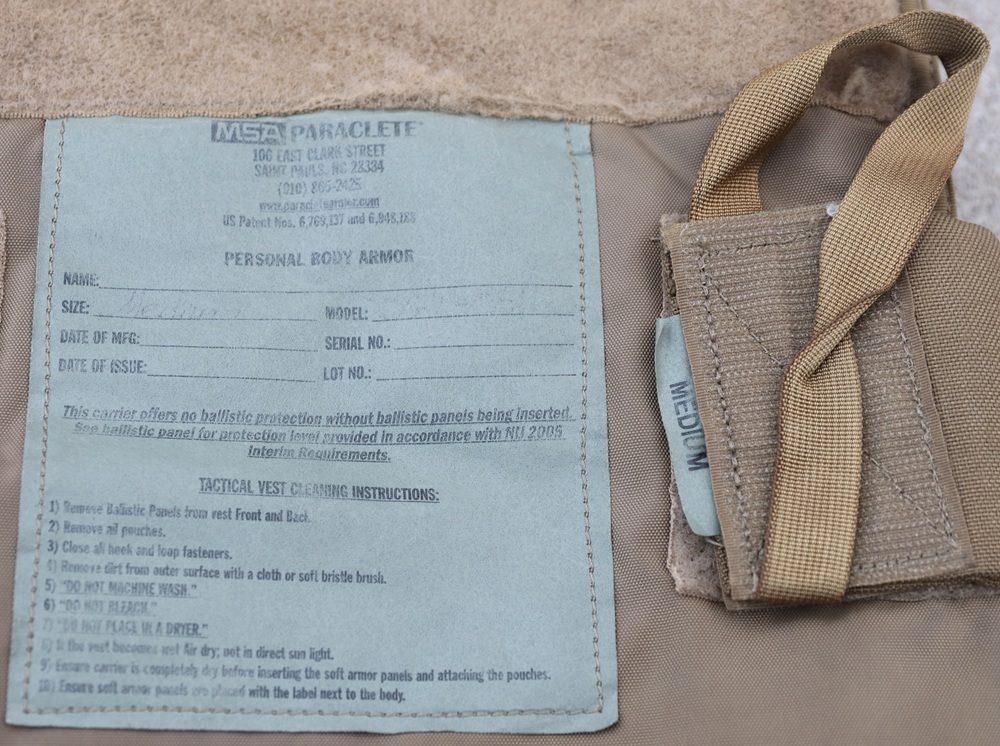 MSA PARACLETE
100 EAST CLARK STREET
SAINT PAULS, NC 28384
(910) 865-2425
US Patent Nos. 6,769,137 and 6,948,188
PERSONAL BODY ARMOR
NAME:
SIZE: Medium MODEL:
DATE OF MFG: SERIAL NO.:
DATE OF ISSUE: LOT NO.:
This carrier offers no ballistic protection without ballistic panels being inserted.
See ballistic panel for protection level provided in accordance with NIJ 2005
Interim Requirements.
TACTICAL VEST CLEANING INSTRUCTIONS:
1) Remove Ballistic Panels from vest Front and Back.
2) Remove all pouches.
3) Close all hook and loop fasteners.
4) Remove dirt from outer surface with a cloth or soft bristle brush.
5) "DO NOT MACHINE WASH."
6) "DO NOT BLEACH."
7) "DO NOT PLACE IN A DRYER."
8) If the vest becomes wet Air dry; not in direct sun light.
9) Ensure carrier is completely dry before inserting the soft armor panels and attaching the pouches.
10) Ensure soft armor panels are placed with the label next to the body.
MEDIUM